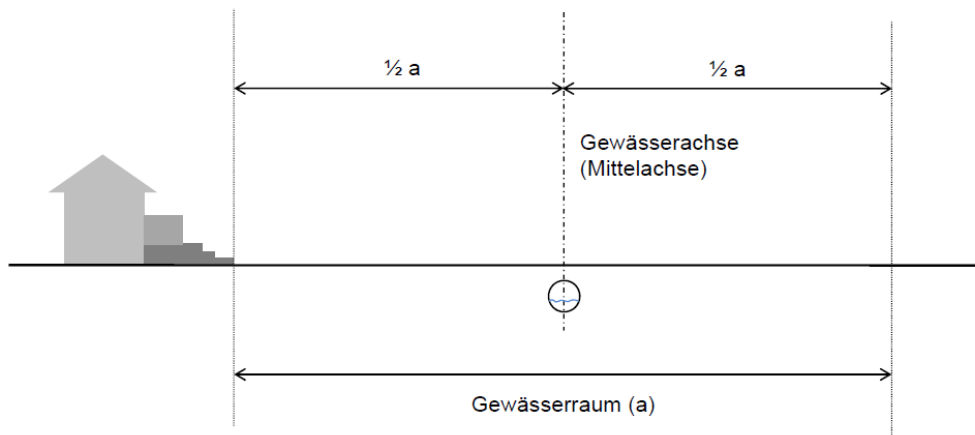 ½ a
½ a
Gewässerachse
(Mittelachse)
Gewässerraum (a)